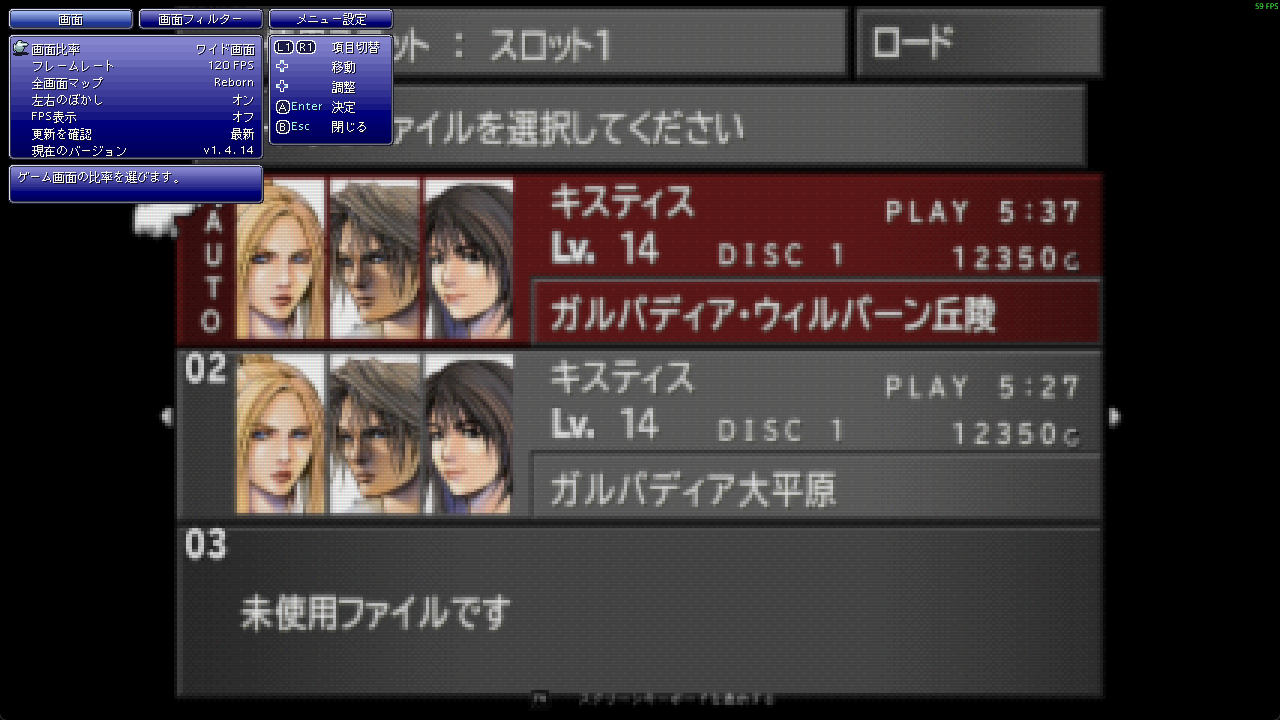 59 FPS
画面
画面フィルター
メニュー設定
画面比率 ワイド画面
フレームレート 120 FPS
全画面マップ Reborn
左右のぼかし オン
FPS表示 オフ
更新を確認 最新
現在のバージョン v1.4.14
ゲーム画面の比率を選びます。
L1 R1 項目切替
移動
調整
A Enter 決定
B Esc 閉じる
ット : スロット1
ロード
ァイルを選択してください
AUTO
キスティス
PLAY 5:37
Lv. 14 DISC 1 12350G
ガルバディア・ウィルバーン丘陵
02
キスティス
PLAY 5:27
Lv. 14 DISC 1 12350G
ガルバディア大平原
03
未使用ファイルです